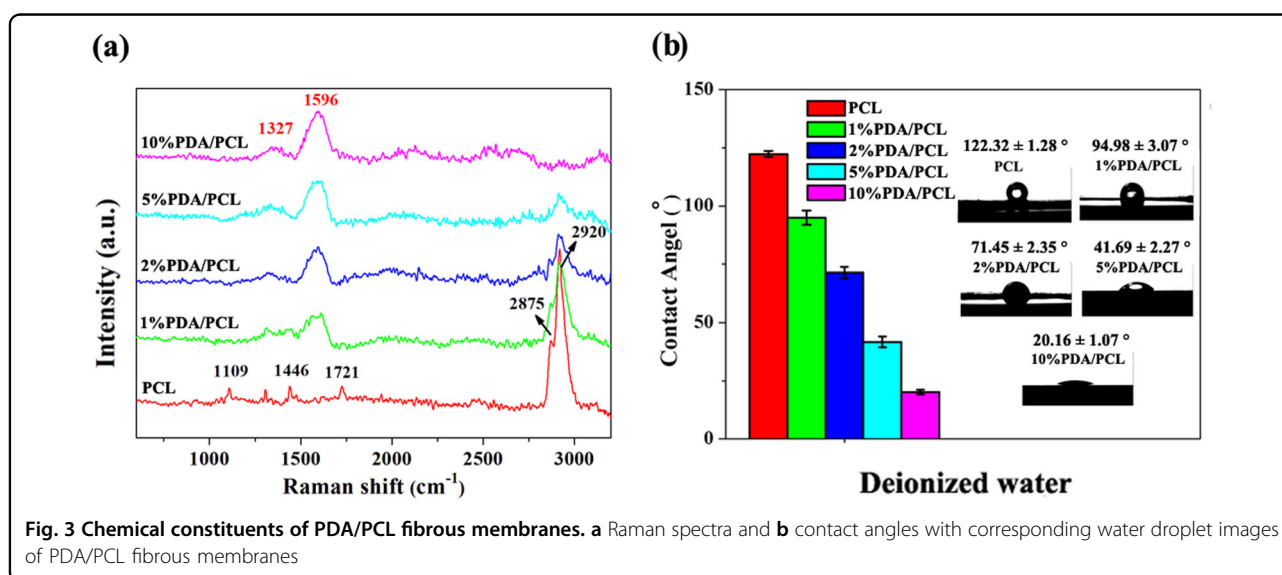 (a)
1596
1327
10%PDA/PCL
5%PDA/PCL
2%PDA/PCL
1%PDA/PCL
PCL
2920
2875
1109
1446
1721
Intensity (a.u.)
1000
1500
2000
2500
3000
Raman shift (cm⁻¹)
(b)
150
100
50
0
Contact Angel (°)
PCL
1%PDA/PCL
2%PDA/PCL
5%PDA/PCL
10%PDA/PCL
122.32 ± 1.28 °
PCL
94.98 ± 3.07 °
1%PDA/PCL
71.45 ± 2.35 °
2%PDA/PCL
41.69 ± 2.27 °
5%PDA/PCL
20.16 ± 1.07 °
10%PDA/PCL
Deionized water
Fig. 3 Chemical constituents of PDA/PCL fibrous membranes. a Raman spectra and b contact angles with corresponding water droplet images
of PDA/PCL fibrous membranes